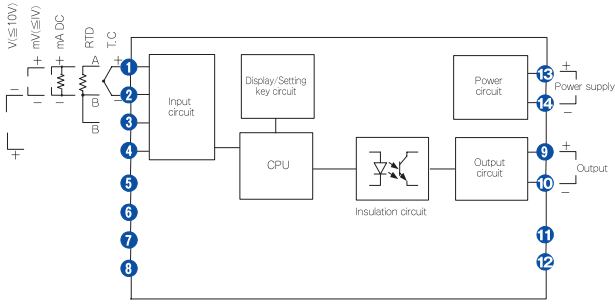 V(≦10V)
mV(≦1V)
mA DC
RTD
T.C
+ + A +
− − − B −
B
+
1
2
3
4
5
6
7
8
Input
circuit
Display/Setting
key circuit
CPU
Insulation circuit
Power
circuit
Output
circuit
13 +
Power supply
14 −
9 +
Output
10 −
11
12